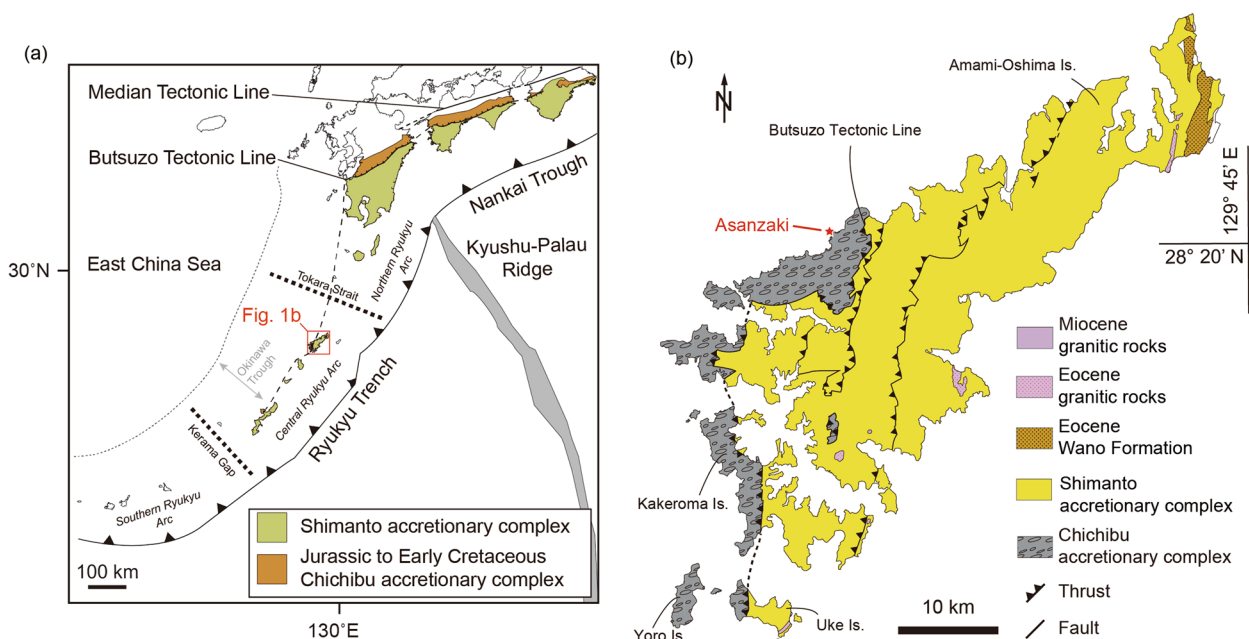 (a)
Median Tectonic Line
Butsuzo Tectonic Line
Nankai Trough
East China Sea
Kyushu-Palau
Ridge
30°N
Northern Ryukyu
Arc
Tokara Strait
Fig. 1b
Okinawa
Trough
Central Ryukyu Arc
Ryukyu Trench
Kerama Gap
Southern Ryukyu
Arc
Shimanto accretionary complex
Jurassic to Early Cretaceous
Chichibu accretionary complex
100 km
130°E
(b)
N
Amami-Oshima Is.
Butsuzo Tectonic Line
Asanzaki
129° 45' E
28° 20' N
Kakeroma Is.
Yoro Is.
Uke Is.
10 km
Miocene
granitic rocks
Eocene
granitic rocks
Eocene
Wano Formation
Shimanto
accretionary complex
Chichibu
accretionary complex
Thrust
Fault